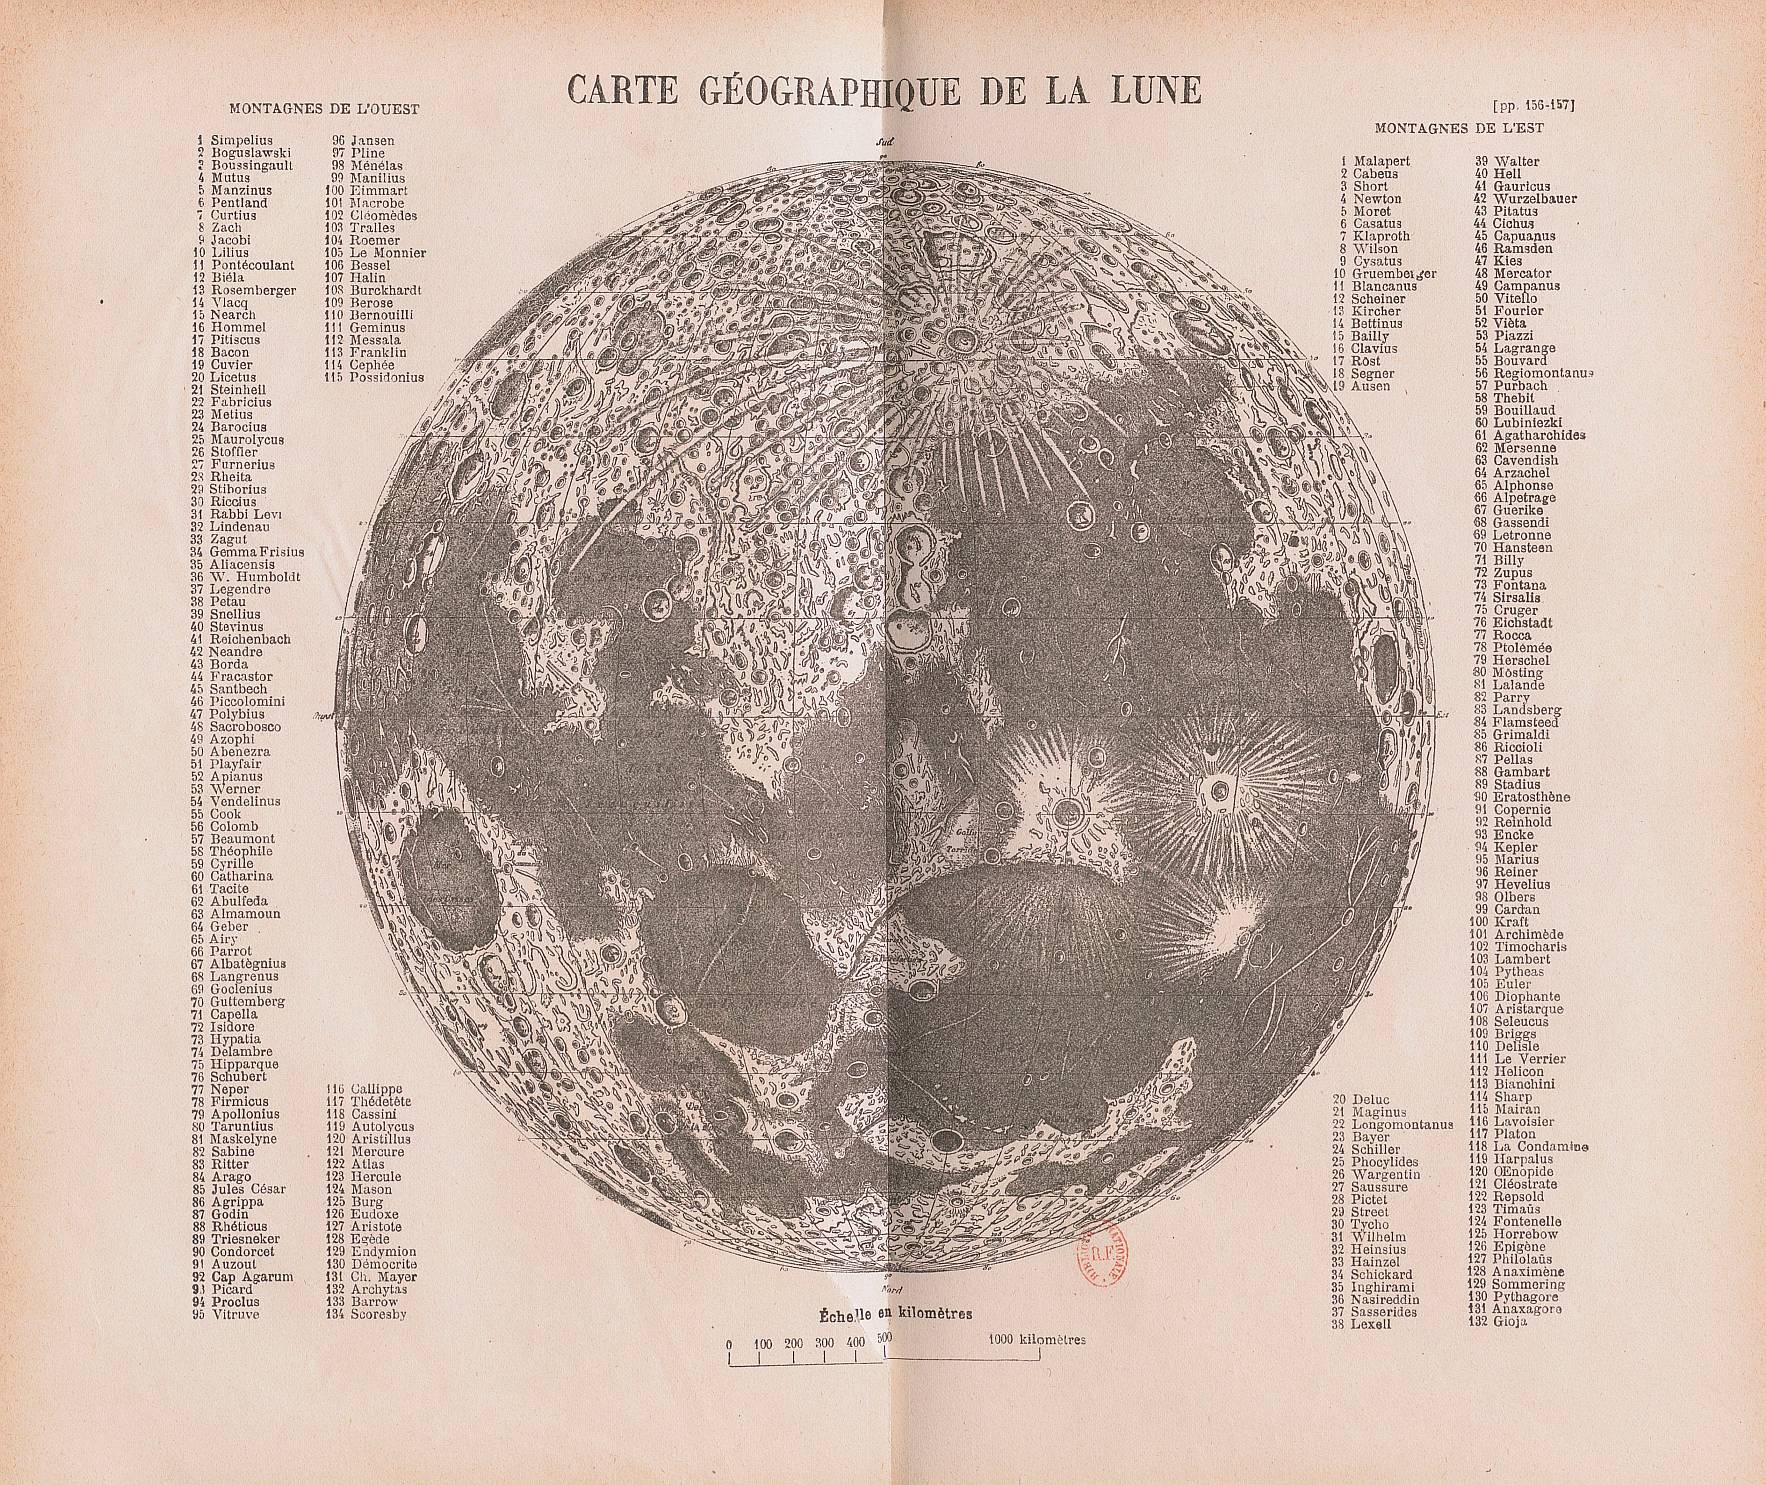 CARTE GÉOGRAPHIQUE DE LA LUNE
[pp. 156-157]
MONTAGNES DE L'OUEST
1 Simpelius
2 Boguslawski
3 Boussingault
4 Mutus
5 Manzinus
6 Pentland
7 Curtius
8 Zach
9 Jacobi
10 Lilius
11 Pontécoulant
12 Biéla
13 Rosemberger
14 Vlacq
15 Nearch
16 Hommel
17 Pitiscus
18 Bacon
19 Cuvier
20 Licetus
21 Steinheil
22 Fabricius
23 Metius
24 Barocius
25 Maurolycus
26 Stoffler
27 Furnerius
28 Rheita
29 Stiborius
30 Riccius
31 Rabbi Levi
32 Lindenau
33 Zagut
34 Gemma Frisius
35 Aliacensis
36 W. Humboldt
37 Legendre
38 Petau
39 Snellius
40 Stevinus
41 Reichenbach
42 Neandre
43 Borda
44 Fracastor
45 Santbech
46 Piccolomini
47 Polybius
48 Sacrobosco
49 Azophi
50 Abenezra
51 Playfair
52 Apianus
53 Werner
54 Vendelinus
55 Cook
56 Colomb
57 Beaumont
58 Théophile
59 Cyrille
60 Catharina
61 Tacite
62 Abulfeda
63 Almamoun
64 Geber
65 Airy
66 Parrot
67 Albatègnius
68 Langrenus
69 Goclenius
70 Guttemberg
71 Capella
72 Isidore
73 Hypatia
74 Delambre
75 Hipparque
76 Schubert
77 Neper
78 Firmicus
79 Apollonius
80 Taruntius
81 Maskelyne
82 Sabine
83 Ritter
84 Arago
85 Jules César
86 Agrippa
87 Godin
88 Rhéticus
89 Triesneker
90 Condorcet
91 Auzout
92 Cap Agarum
93 Picard
94 Proclus
95 Vitruve
96 Jansen
97 Pline
98 Ménélas
99 Manilius
100 Eimmart
101 Macrobe
102 Cléomèdes
103 Tralles
104 Roemer
105 Le Monnier
106 Bessel
107 Halin
108 Burckhardt
109 Berose
110 Bernouilli
111 Geminus
112 Messala
113 Franklin
114 Cephée
115 Possidonius
116 Callippe
117 Thédetète
118 Cassini
119 Autolycus
120 Aristillus
121 Mercure
122 Atlas
123 Hercule
124 Mason
125 Burg
126 Eudoxe
127 Aristote
128 Egède
129 Endymion
130 Démocrite
131 Ch. Mayer
132 Archytas
133 Barrow
134 Scoresby
Sud
Ouest
Est
Nord
Golfe
Échelle en kilomètres
0 100 200 300 400 500 1000 kilomètres
BIBLIOTHÈQUE NATIONALE
R.F.
MONTAGNES DE L'EST
1 Malapert
2 Cabeus
3 Short
4 Newton
5 Moret
6 Casatus
7 Klaproth
8 Wilson
9 Cysatus
10 Gruemberger
11 Blancanus
12 Scheiner
13 Kircher
14 Bettinus
15 Bailly
16 Clavius
17 Rost
18 Segner
19 Ausen
20 Deluc
21 Maginus
22 Longomontanus
23 Bayer
24 Schiller
25 Phocylides
26 Wargentin
27 Saussure
28 Pictet
29 Street
30 Tycho
31 Wilhelm
32 Heinsius
33 Hainzel
34 Schickard
35 Inghirami
36 Nasireddin
37 Sasserides
38 Lexell
39 Walter
40 Hell
41 Gauricus
42 Wurzelbauer
43 Pitatus
44 Cichus
45 Capuanus
46 Ramsden
47 Kies
48 Mercator
49 Campanus
50 Vitello
51 Fourier
52 Vièta
53 Piazzi
54 Lagrange
55 Bouvard
56 Regiomontanus
57 Purbach
58 Thebit
59 Bouillaud
60 Lubiniezki
61 Agatharchides
62 Mersenne
63 Cavendish
64 Arzachel
65 Alphonse
66 Alpetrage
67 Guerike
68 Gassendi
69 Letronne
70 Hansteen
71 Billy
72 Zupus
73 Fontana
74 Sirsalis
75 Cruger
76 Eichstadt
77 Rocca
78 Ptolémée
79 Herschel
80 Mösting
81 Lalande
82 Parry
83 Landsberg
84 Flamsteed
85 Grimaldi
86 Riccioli
87 Pellas
88 Gambart
89 Stadius
90 Eratosthène
91 Copernic
92 Reinhold
93 Encke
94 Kepler
95 Marius
96 Reiner
97 Hevelius
98 Olbers
99 Cardan
100 Kraft
101 Archimède
102 Timocharis
103 Lambert
104 Pytheas
105 Euler
106 Diophante
107 Aristarque
108 Seleucus
109 Briggs
110 Delisle
111 Le Verrier
112 Helicon
113 Bianchini
114 Sharp
115 Mairan
116 Lavoisier
117 Platon
118 La Condamine
119 Harpalus
120 OEnopide
121 Cléostrate
122 Repsold
123 Timaüs
124 Fontenelle
125 Horrebow
126 Epigène
127 Philolaüs
128 Anaximène
129 Sommering
130 Pythagore
131 Anaxagore
132 Gioja